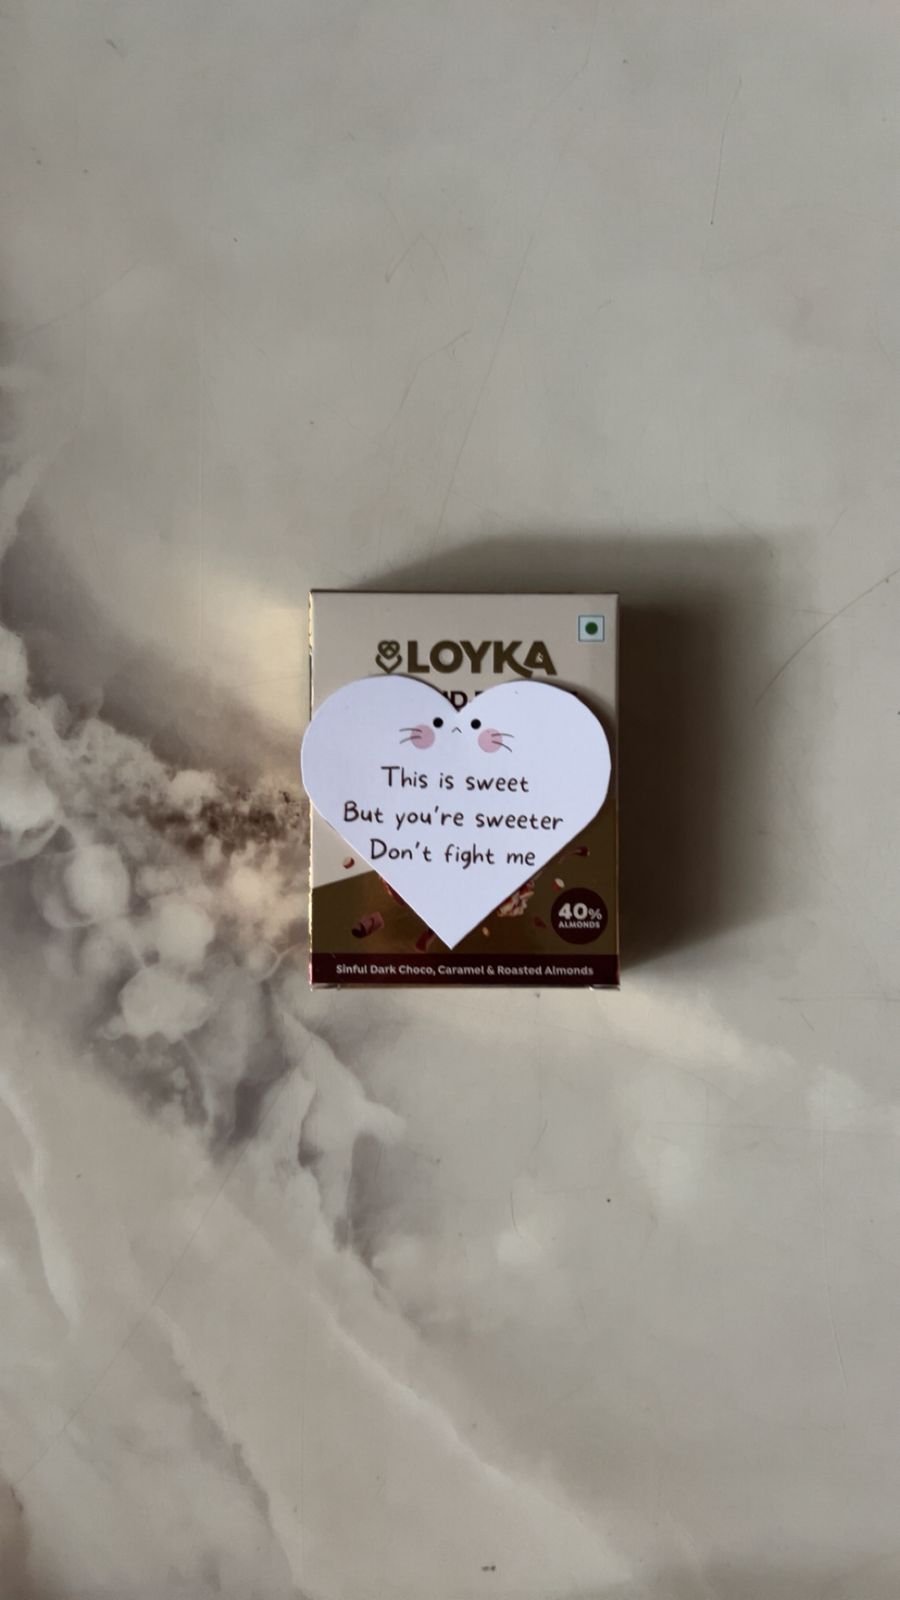 LOYKA
This is sweet
But you're sweeter
Don't fight me
40%
ALMONDS
Sinful Dark Choco, Caramel & Roasted Almonds